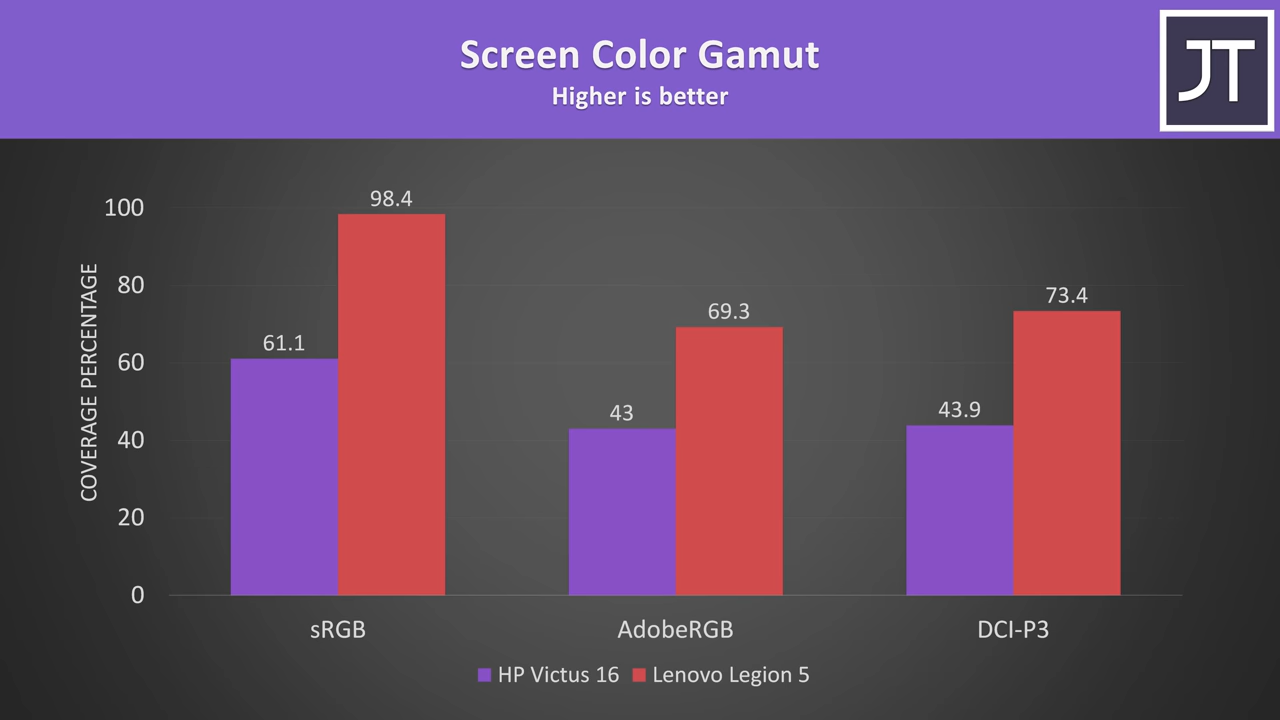 Screen Color Gamut
Higher is better
JT
COVERAGE PERCENTAGE
100
80
60
40
20
0
61.1
98.4
43
69.3
43.9
73.4
sRGB
AdobeRGB
DCI-P3
HP Victus 16
Lenovo Legion 5